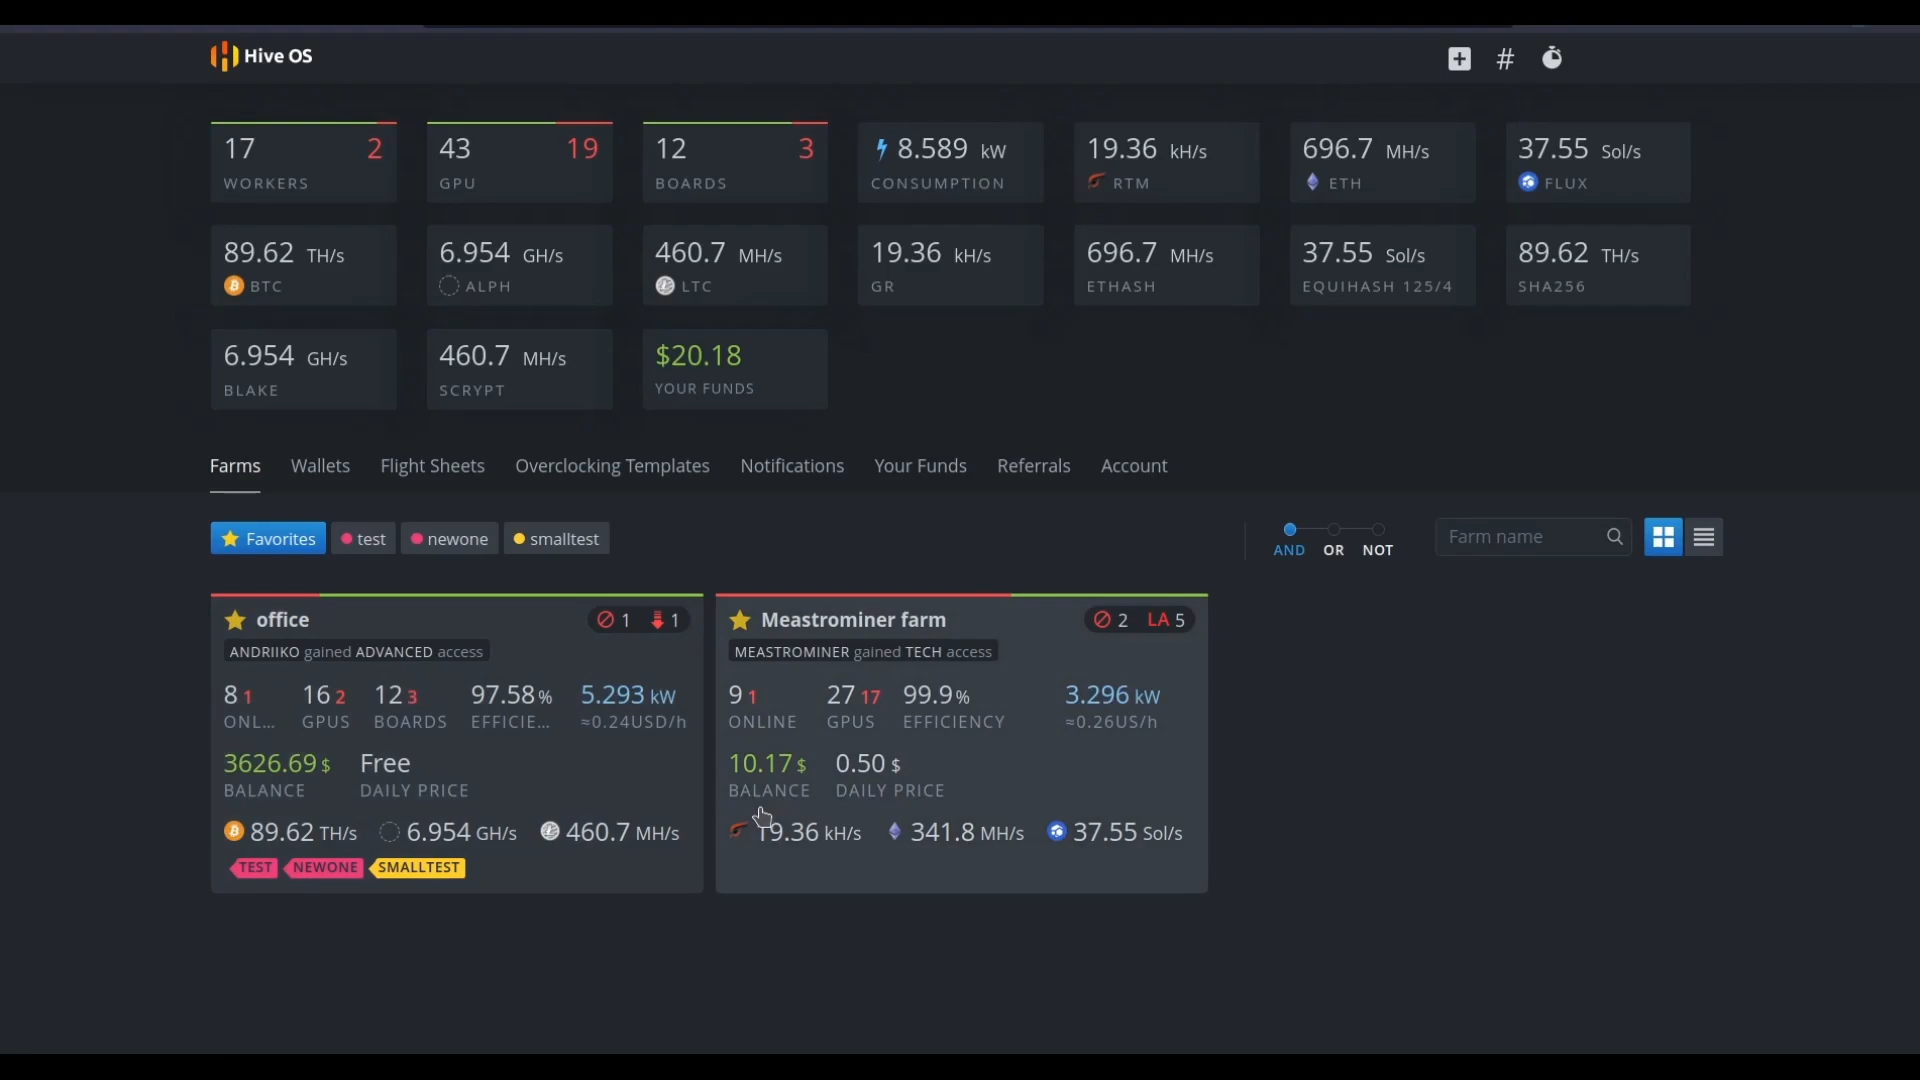 Hive OS
17 2
WORKERS
43 19
GPU
12 3
BOARDS
8.589 kW
CONSUMPTION
19.36 kH/s
RTM
696.7 MH/s
ETH
37.55 Sol/s
FLUX
89.62 TH/s
BTC
6.954 GH/s
ALPH
460.7 MH/s
LTC
19.36 kH/s
GR
696.7 MH/s
ETHASH
37.55 Sol/s
EQUIHASH 125/4
89.62 TH/s
SHA256
6.954 GH/s
BLAKE
460.7 MH/s
SCRYPT
$20.18
YOUR FUNDS
Farms Wallets Flight Sheets Overclocking Templates Notifications Your Funds Referrals Account
Favorites test newone smalltest
AND OR NOT
Farm name
office 1 1
ANDRIIKO gained ADVANCED access
8 1 16 2 12 3 97.58 % 5.293 kW
ONL... GPUS BOARDS EFFICIE... ≈0.24USD/h
3626.69 $ Free
BALANCE DAILY PRICE
89.62 TH/s 6.954 GH/s 460.7 MH/s
TEST NEWONE SMALLTEST
Meastrominer farm 2 LA 5
MEASTROMINER gained TECH access
9 1 27 17 99.9 % 3.296 kW
ONLINE GPUS EFFICIENCY ≈0.26US/h
10.17 $ 0.50 $
BALANCE DAILY PRICE
19.36 kH/s 341.8 MH/s 37.55 Sol/s